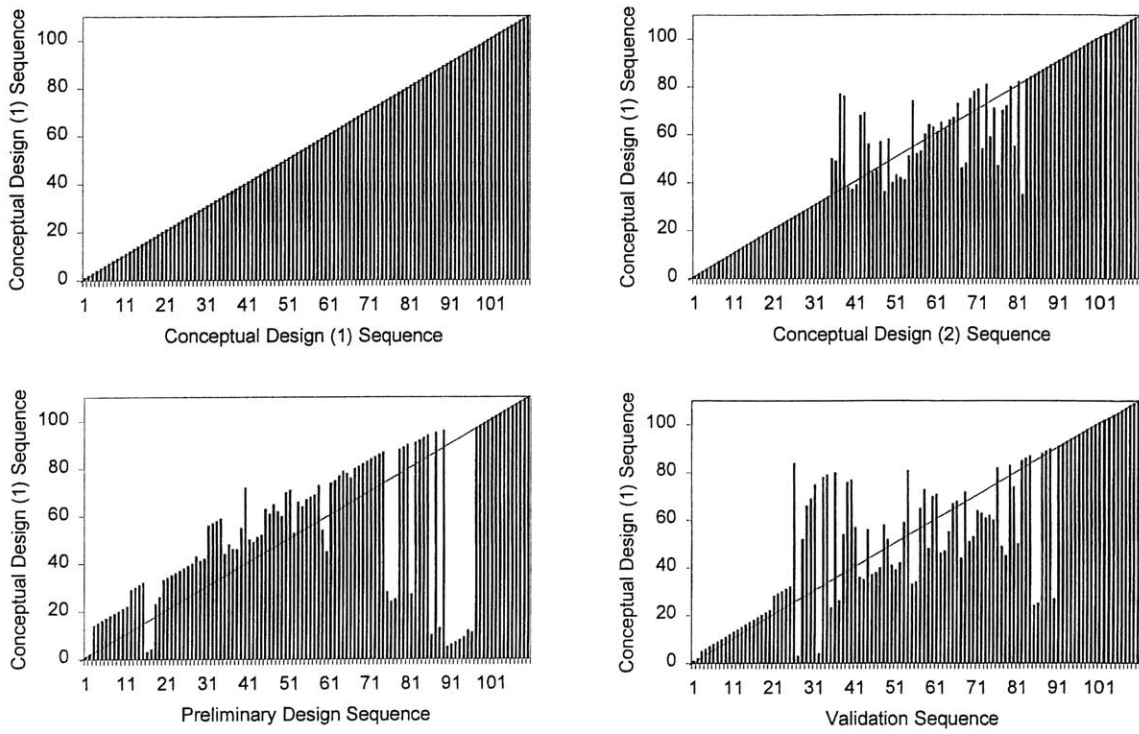 Conceptual Design (1) Sequence
100
80
60
40
20
0
1 11 21 31 41 51 61 71 81 91 101
Conceptual Design (1) Sequence
Conceptual Design (1) Sequence
100
80
60
40
20
0
1 11 21 31 41 51 61 71 81 91 101
Conceptual Design (2) Sequence
Conceptual Design (1) Sequence
100
80
60
40
20
0
1 11 21 31 41 51 61 71 81 91 101
Preliminary Design Sequence
Conceptual Design (1) Sequence
100
80
60
40
20
0
1 11 21 31 41 51 61 71 81 91 101
Validation Sequence